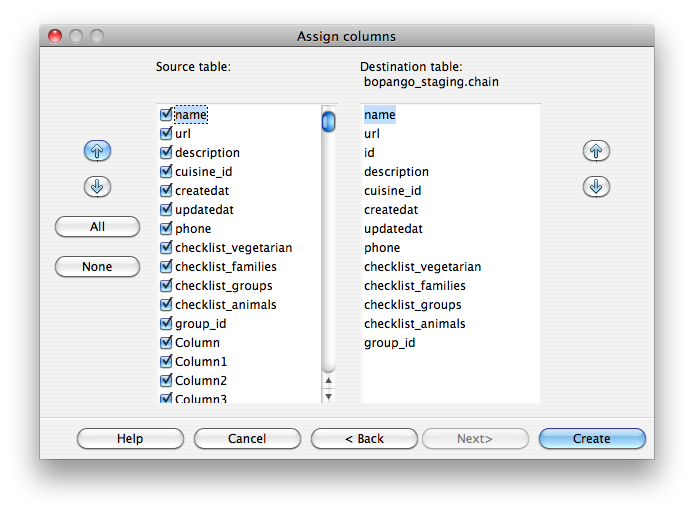 Assign columns
Source table:
name
url
description
cuisine_id
createdat
updatedat
phone
checklist_vegetarian
checklist_families
checklist_groups
checklist_animals
group_id
Column
Column1
Column2
Column3
Destination table:
bopango_staging.chain
name
url
id
description
cuisine_id
createdat
updatedat
phone
checklist_vegetarian
checklist_families
checklist_groups
checklist_animals
group_id
All
None
Help
Cancel
< Back
Next>
Create